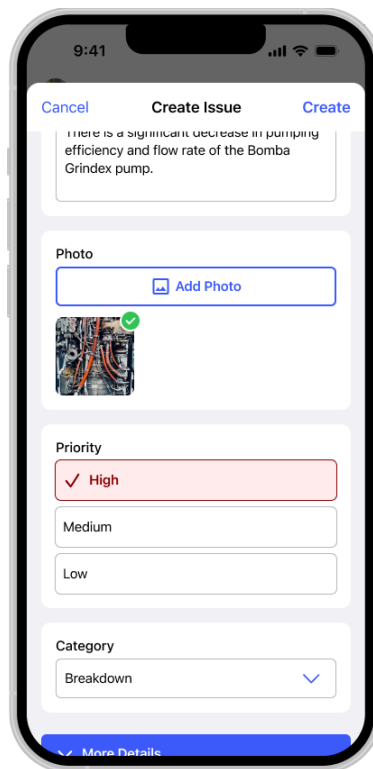 9:41
Cancel Create Issue Create
There is a significant decrease in pumping
efficiency and flow rate of the Bomba
Grindex pump.
Photo
Add Photo
Priority
High
Medium
Low
Category
Breakdown
More Details